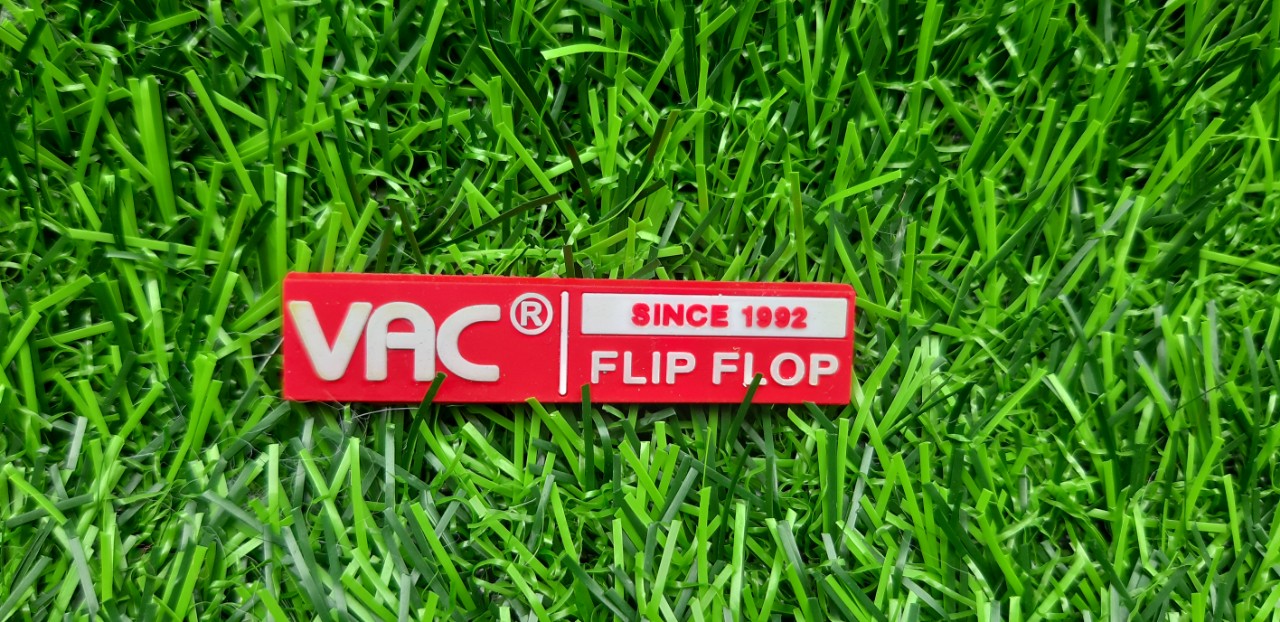 VAC®
SINCE 1992
FLIP FLOP